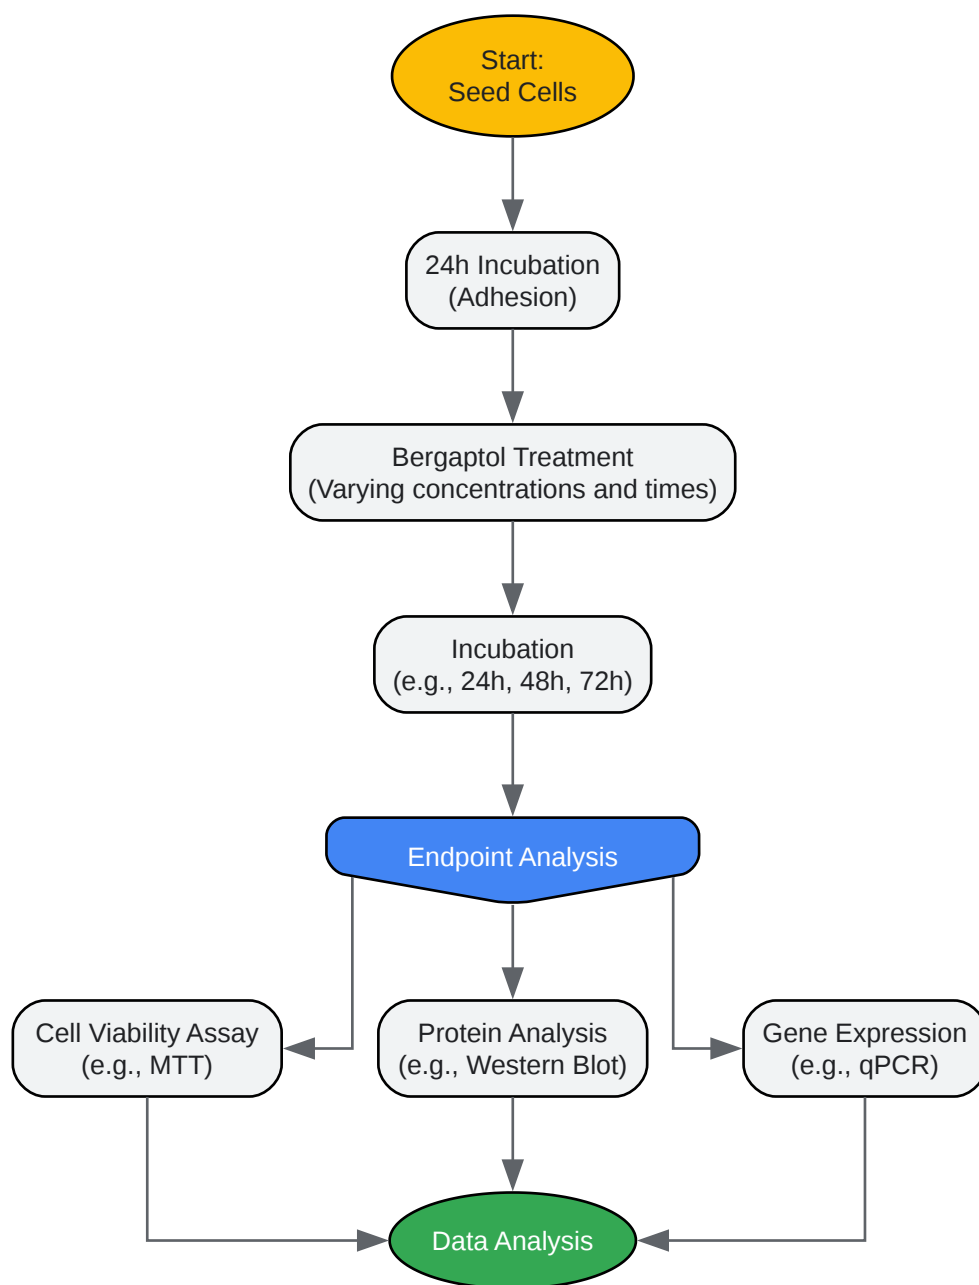 Start:
Seed Cells
24h Incubation
(Adhesion)
Bergaptol Treatment
(Varying concentrations and times)
Incubation
(e.g., 24h, 48h, 72h)
Endpoint Analysis
Cell Viability Assay
(e.g., MTT)
Protein Analysis
(e.g., Western Blot)
Gene Expression
(e.g., qPCR)
Data Analysis